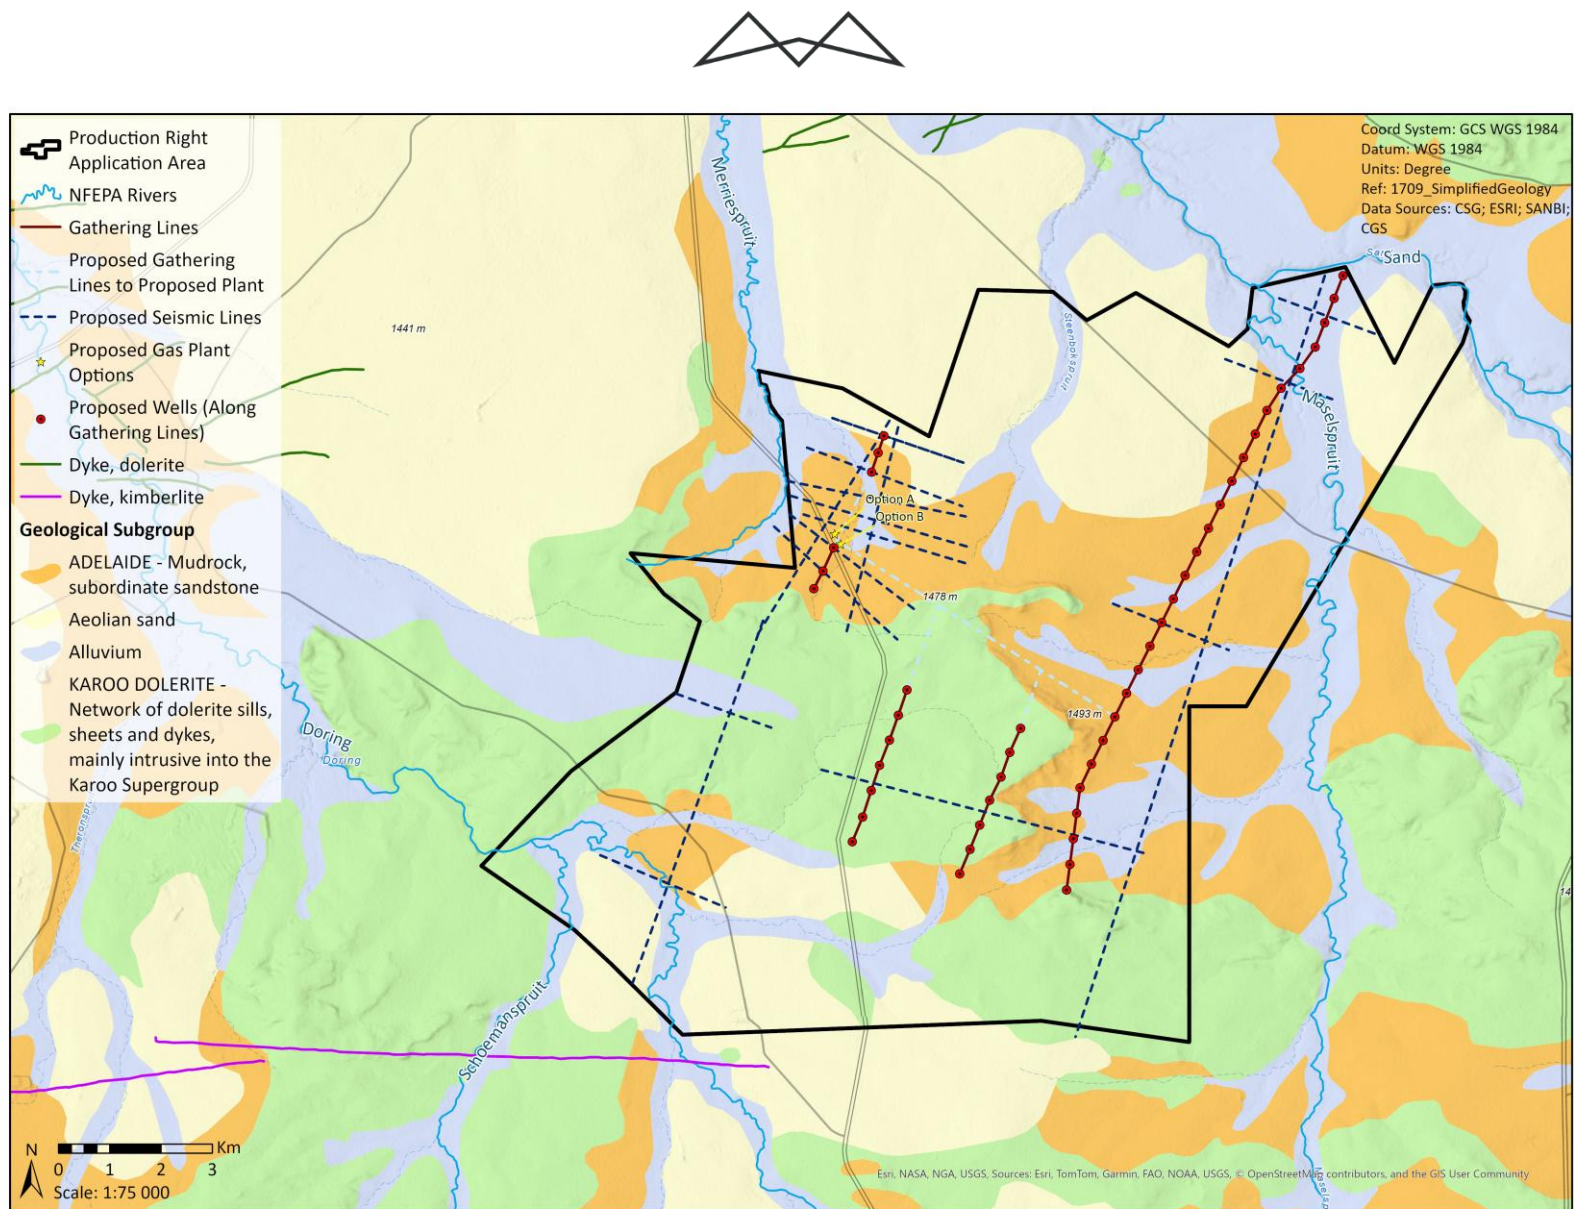 Production Right
Application Area
NFEPA Rivers
Gathering Lines
Proposed Gathering
Lines to Proposed Plant
Proposed Seismic Lines
Proposed Gas Plant
Options
Proposed Wells (Along
Gathering Lines)
Dyke, dolerite
Dyke, kimberlite
Geological Subgroup
ADELAIDE - Mudrock,
subordinate sandstone
Aeolian sand
Alluvium
KAROO DOLERITE -
Network of dolerite sills,
sheets and dykes,
mainly intrusive into the
Karoo Supergroup
Coord System: GCS WGS 1984
Datum: WGS 1984
Units: Degree
Ref: 1709_SimplifiedGeology
Data Sources: CSG; ESRI; SANBI;
CGS
Merriespruit
Sand
1441 m
Steenbokspruit
Maselspruit
Option A
Option B
1478 m
1493 m
Doring
Doring
Schoemanspruit
14
N
Km
0 1 2 3
Scale: 1:75 000
Esri, NASA, NGA, USGS, Sources: Esri, TomTom, Garmin, FAO, NOAA, USGS, © OpenStreetMap contributors, and the GIS User Community